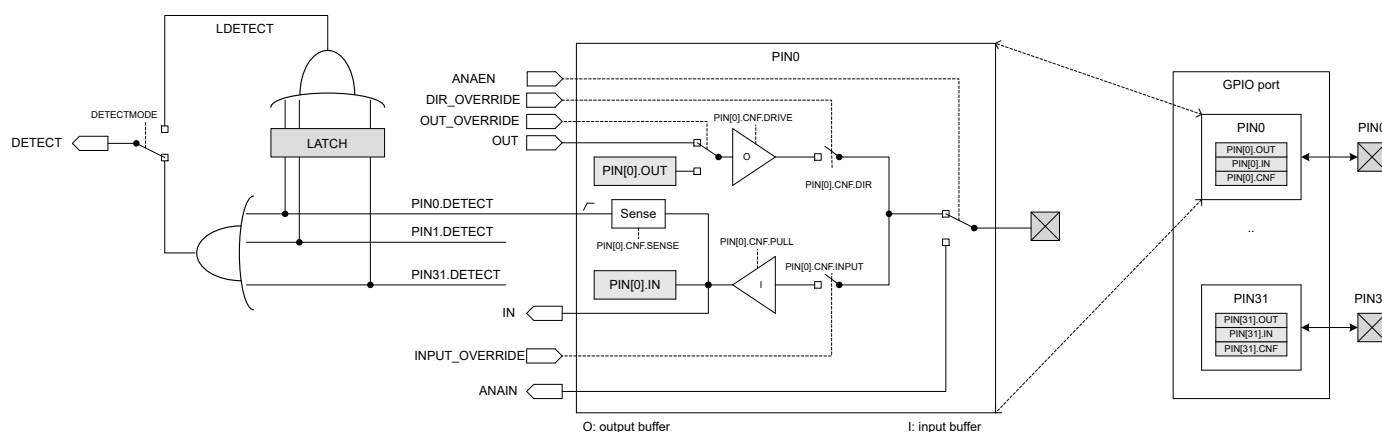 LDETECT
PIN0
ANAEN
GPIO port
DETECTMODE
DIR_OVERRIDE
OUT_OVERRIDE
PIN[0].CNF.DRIVE
PIN0
OUT
DETECT
LATCH
O
PIN[0].OUT
PIN[0].OUT
PIN[0].IN
PIN[0].CNF
PIN[0].CNF.DIR
PIN0.DETECT
Sense
PIN1.DETECT
PIN[0].CNF.SENSE
PIN[0].CNF.PULL
..
PIN[0].CNF.INPUT
PIN31.DETECT
PIN[0].IN
I
PIN31
IN
PIN[31].OUT
PIN[31].IN
PIN[31].CNF
INPUT_OVERRIDE
ANAIN
O: output buffer
I: input buffer